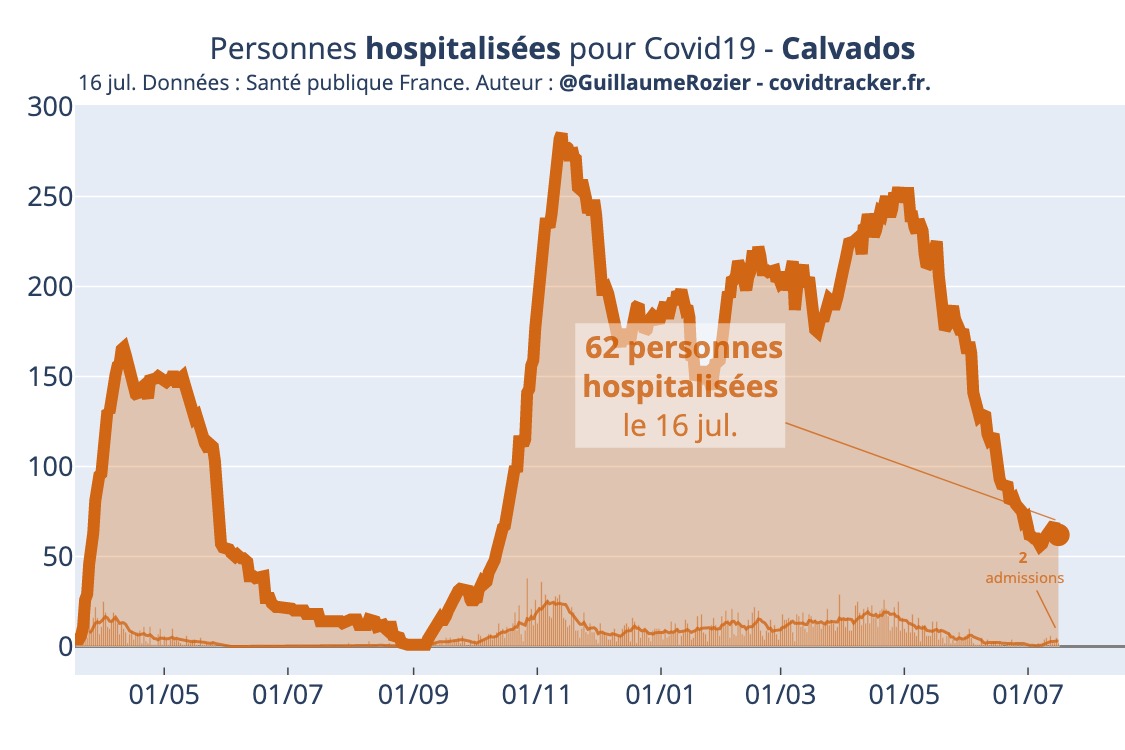 Personnes hospitalisées pour Covid19 - Calvados
16 jul. Données : Santé publique France. Auteur : @GuillaumeRozier - covidtracker.fr.
300
250
200
150
100
50
0
62 personnes
hospitalisées
le 16 jul.
2
admissions
01/05 01/07 01/09 01/11 01/01 01/03 01/05 01/07